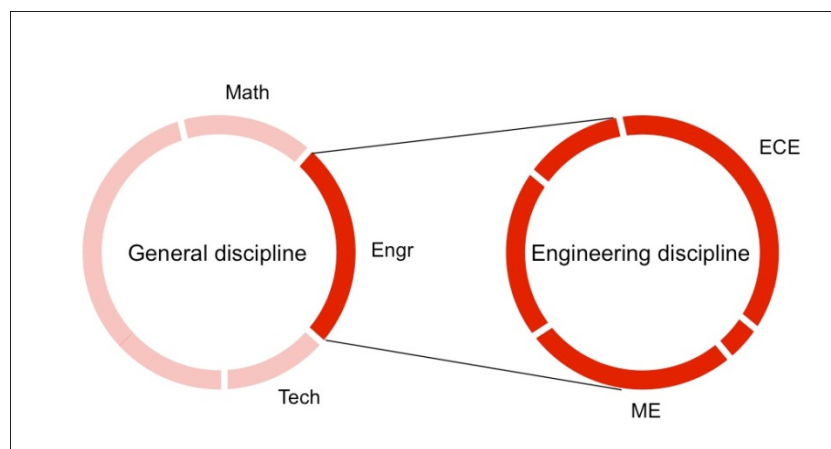 Math
ECE
General discipline
Engr
Engineering discipline
Tech
ME